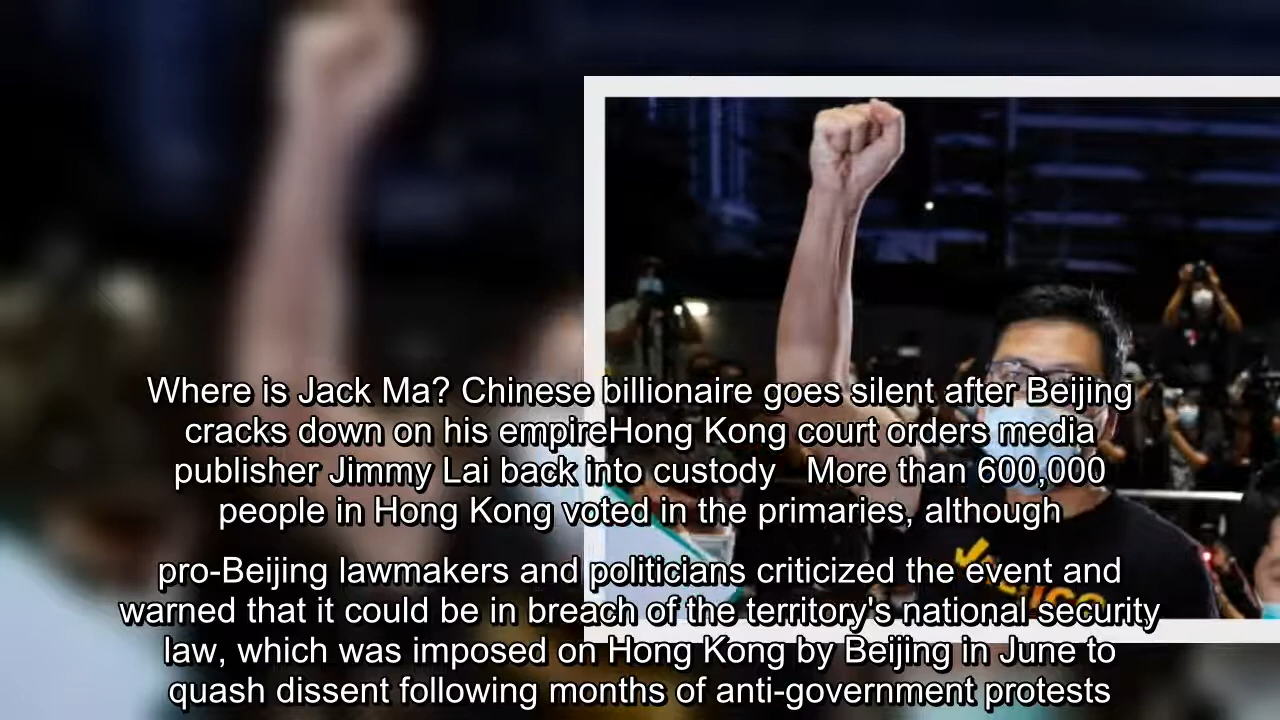 Where is Jack Ma? Chinese billionaire goes silent after Beijing
cracks down on his empireHong Kong court orders media
publisher Jimmy Lai back into custody   More than 600,000
people in Hong Kong voted in the primaries, although
pro-Beijing lawmakers and politicians criticized the event and
warned that it could be in breach of the territory's national security
law, which was imposed on Hong Kong by Beijing in June to
quash dissent following months of anti-government protests